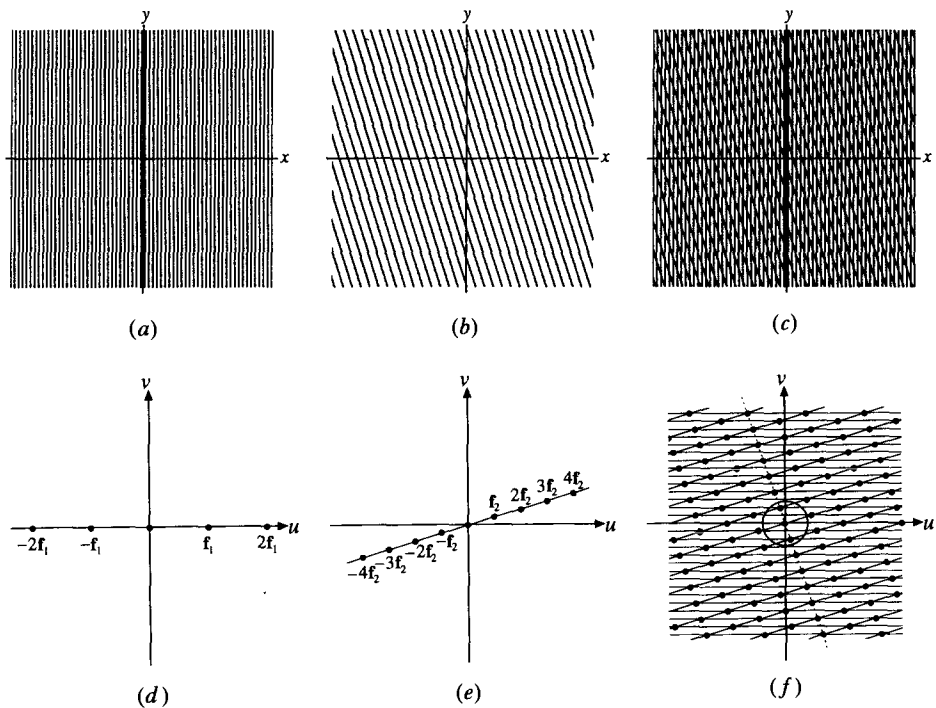 y
y
y
x
x
x
(a)
(b)
(c)
v
v
v
u
u
u
-2f₁
-f₁
f₁
2f₁
-4f₂
-3f₂
-2f₂
-f₂
f₂
2f₂
3f₂
4f₂
(d)
(e)
(f)